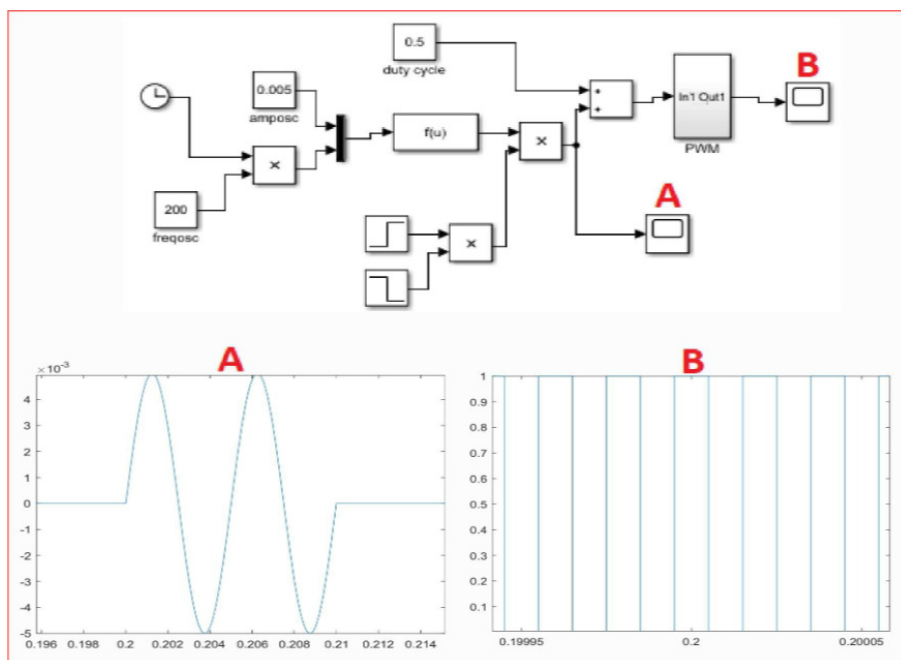 0.5
duty cycle
B
0.005
amposc
In1 Out1
PWM
f(u)
×
×
A
200
freqosc
×
+
+
A
×10-3
4
3
2
1
0
-1
-2
-3
-4
-5
0.196 0.198 0.2 0.202 0.204 0.206 0.208 0.21 0.212 0.214
B
1
0.9
0.8
0.7
0.6
0.5
0.4
0.3
0.2
0.1
0.19995 0.2 0.20005